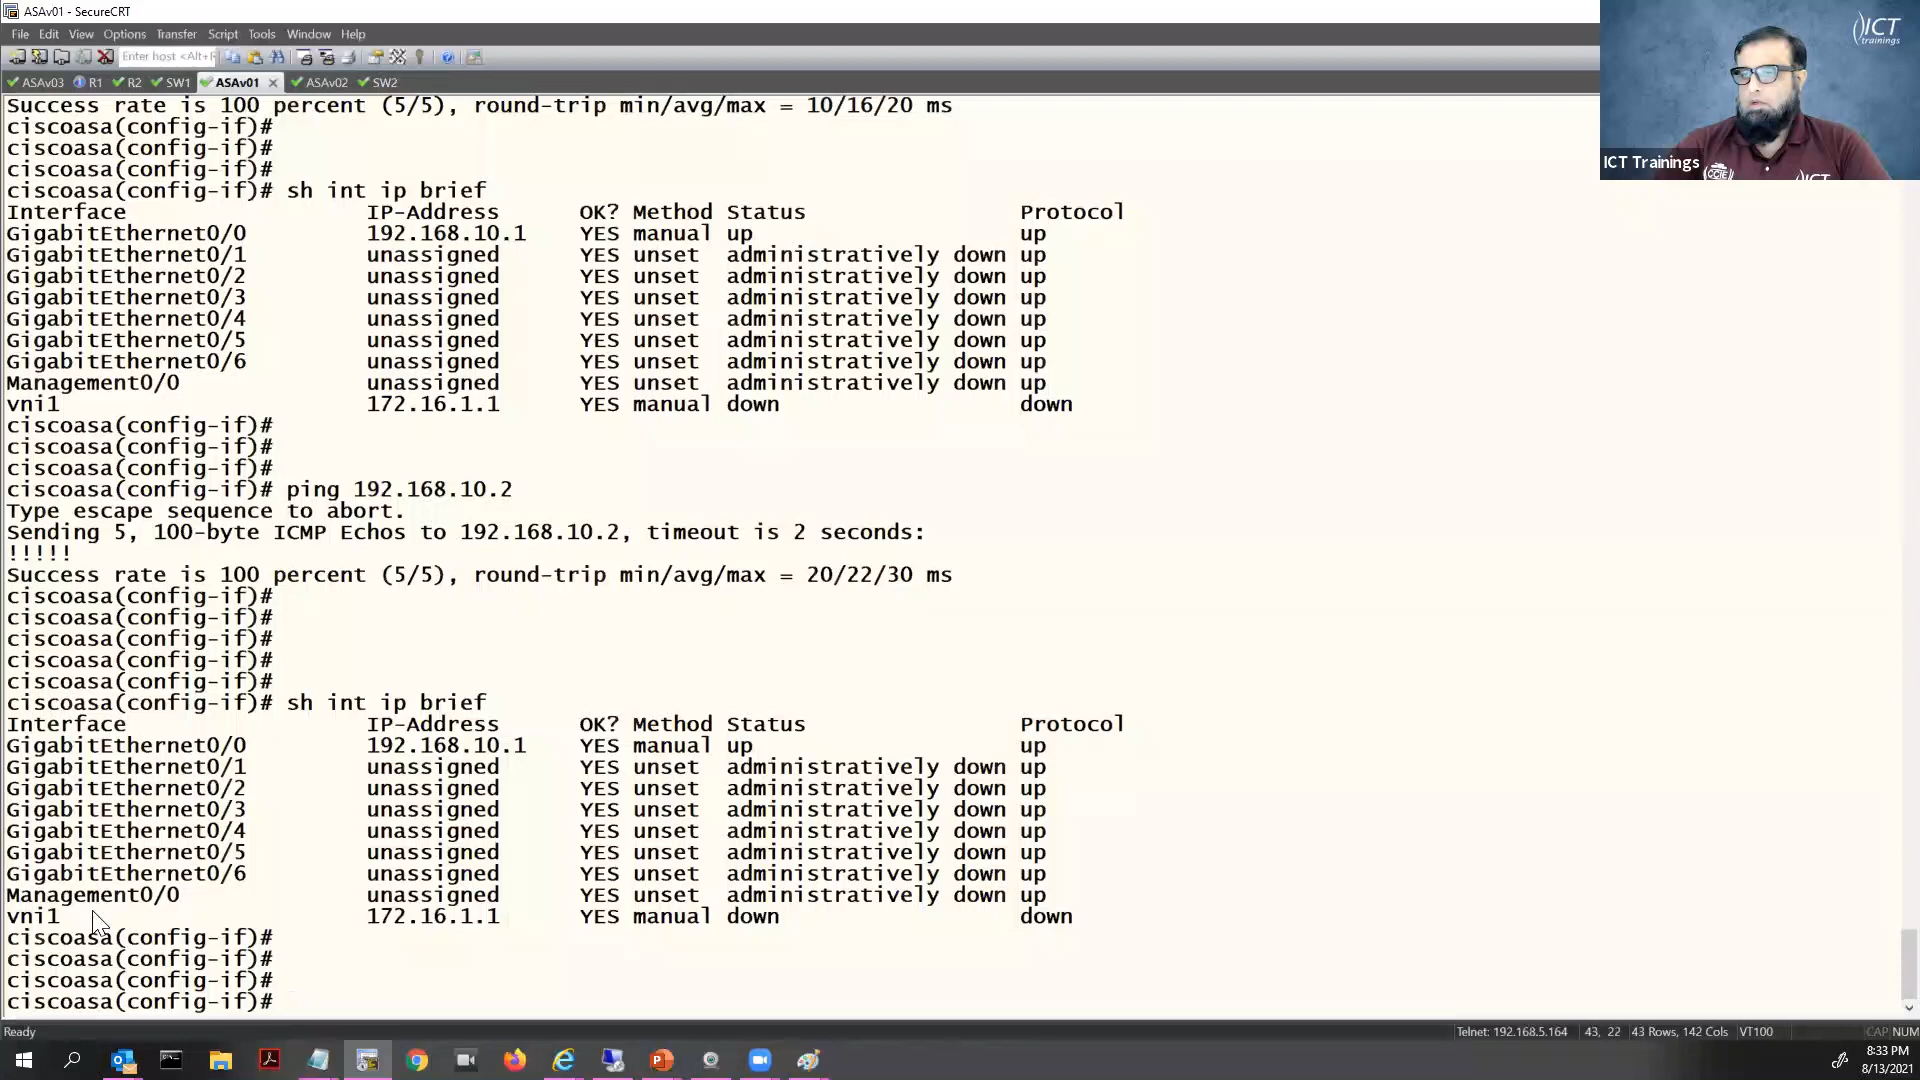 ASAv01 - SecureCRT
File Edit View Options Transfer Script Tools Window Help
Enter host <Alt+R
ASAv03 R1 R2 SW1 ASAv01 ASAv02 SW2
Success rate is 100 percent (5/5), round-trip min/avg/max = 10/16/20 ms
ciscoasa(config-if)#
ciscoasa(config-if)#
ciscoasa(config-if)#
ciscoasa(config-if)# sh int ip brief
Interface IP-Address OK? Method Status Protocol
GigabitEthernet0/0 192.168.10.1 YES manual up up
GigabitEthernet0/1 unassigned YES unset administratively down up
GigabitEthernet0/2 unassigned YES unset administratively down up
GigabitEthernet0/3 unassigned YES unset administratively down up
GigabitEthernet0/4 unassigned YES unset administratively down up
GigabitEthernet0/5 unassigned YES unset administratively down up
GigabitEthernet0/6 unassigned YES unset administratively down up
Management0/0 unassigned YES unset administratively down up
vni1 172.16.1.1 YES manual down down
ciscoasa(config-if)#
ciscoasa(config-if)#
ciscoasa(config-if)#
ciscoasa(config-if)# ping 192.168.10.2
Type escape sequence to abort.
Sending 5, 100-byte ICMP Echos to 192.168.10.2, timeout is 2 seconds:
!!!!!
Success rate is 100 percent (5/5), round-trip min/avg/max = 20/22/30 ms
ciscoasa(config-if)#
ciscoasa(config-if)#
ciscoasa(config-if)#
ciscoasa(config-if)#
ciscoasa(config-if)#
ciscoasa(config-if)# sh int ip brief
Interface IP-Address OK? Method Status Protocol
GigabitEthernet0/0 192.168.10.1 YES manual up up
GigabitEthernet0/1 unassigned YES unset administratively down up
GigabitEthernet0/2 unassigned YES unset administratively down up
GigabitEthernet0/3 unassigned YES unset administratively down up
GigabitEthernet0/4 unassigned YES unset administratively down up
GigabitEthernet0/5 unassigned YES unset administratively down up
GigabitEthernet0/6 unassigned YES unset administratively down up
Management0/0 unassigned YES unset administratively down up
vni1 172.16.1.1 YES manual down down
ciscoasa(config-if)#
ciscoasa(config-if)#
ciscoasa(config-if)#
ciscoasa(config-if)#
ICT
trainings
ICT Trainings
CCIE
ICT
Ready Telnet: 192.168.5.164 43, 22 43 Rows, 142 Cols VT100 CAP NUM
8:33 PM
8/13/2021